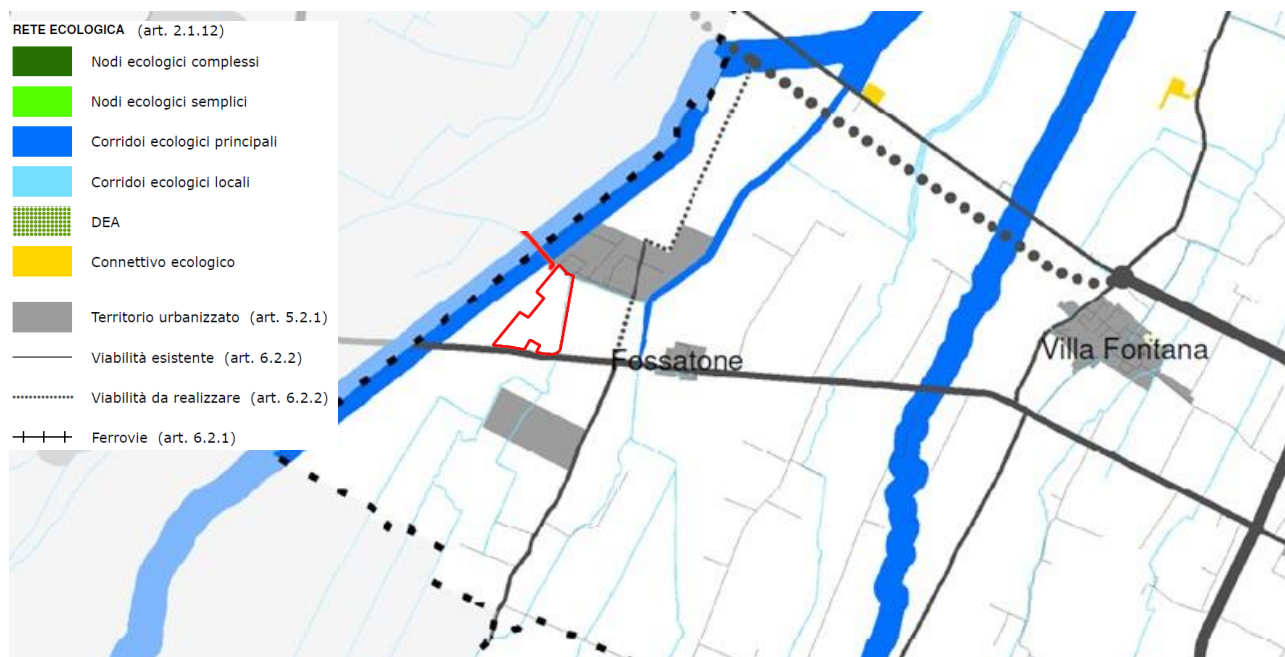 RETE ECOLOGICA (art. 2.1.12)
Nodi ecologici complessi
Nodi ecologici semplici
Corridoi ecologici principali
Corridoi ecologici locali
DEA
Connettivo ecologico
Territorio urbanizzato (art. 5.2.1)
Viabilità esistente (art. 6.2.2)
Viabilità da realizzare (art. 6.2.2)
Ferrovie (art. 6.2.1)
Fossatone
Villa Fontana